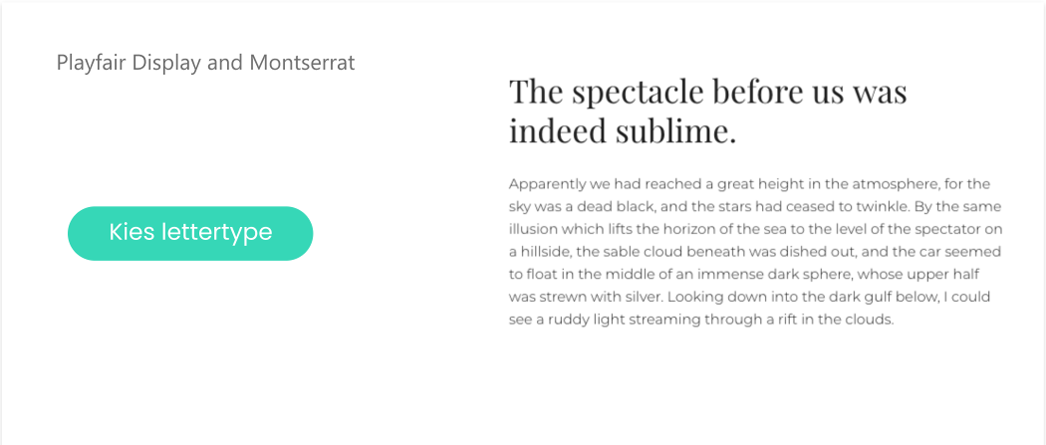 Playfair Display and Montserrat
Kies lettertype
The spectacle before us was
indeed sublime.
Apparently we had reached a great height in the atmosphere, for the
sky was a dead black, and the stars had ceased to twinkle. By the same
illusion which lifts the horizon of the sea to the level of the spectator on
a hillside, the sable cloud beneath was dished out, and the car seemed
to float in the middle of an immense dark sphere, whose upper half
was strewn with silver. Looking down into the dark gulf below, I could
see a ruddy light streaming through a rift in the clouds.